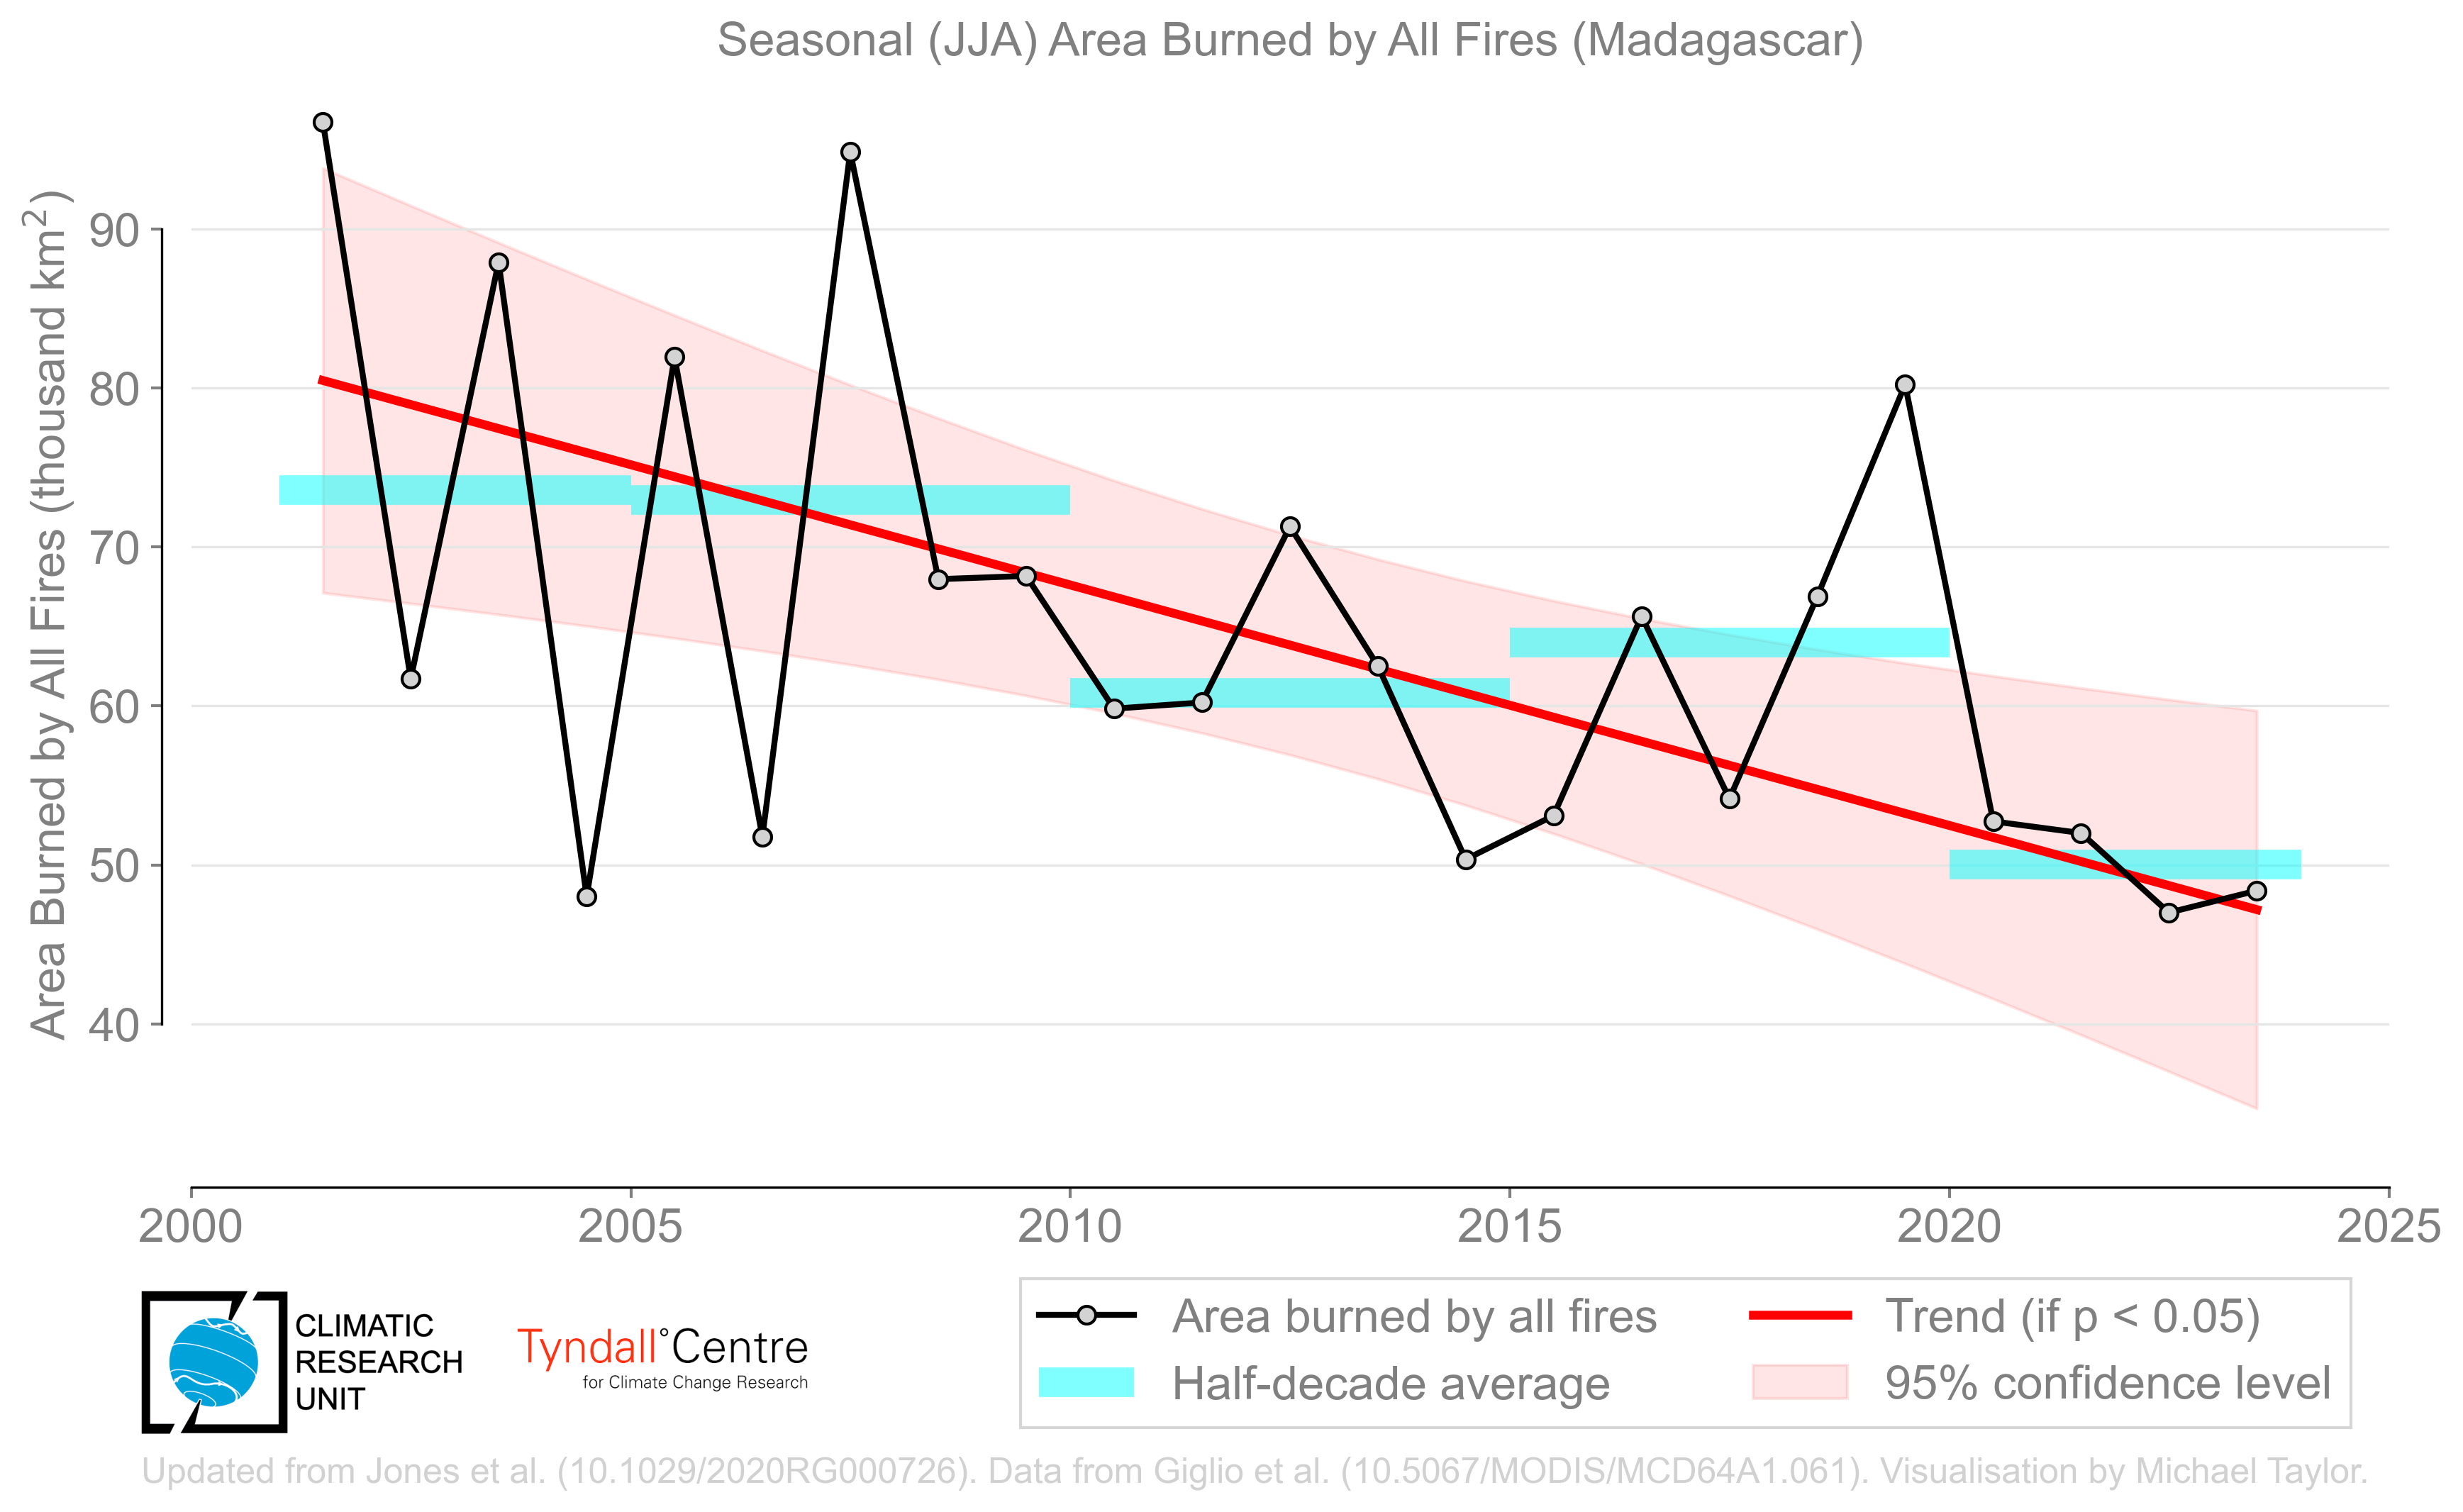 Seasonal (JJA) Area Burned by All Fires (Madagascar)
Area Burned by All Fires (thousand km²)
90
80
70
60
50
40
2000 2005 2010 2015 2020 2025
CLIMATIC
RESEARCH
UNIT
Tyndall°Centre
for Climate Change Research
Area burned by all fires
Half-decade average
Trend (if p < 0.05)
95% confidence level
Updated from Jones et al. (10.1029/2020RG000726). Data from Giglio et al. (10.5067/MODIS/MCD64A1.061). Visualisation by Michael Taylor.